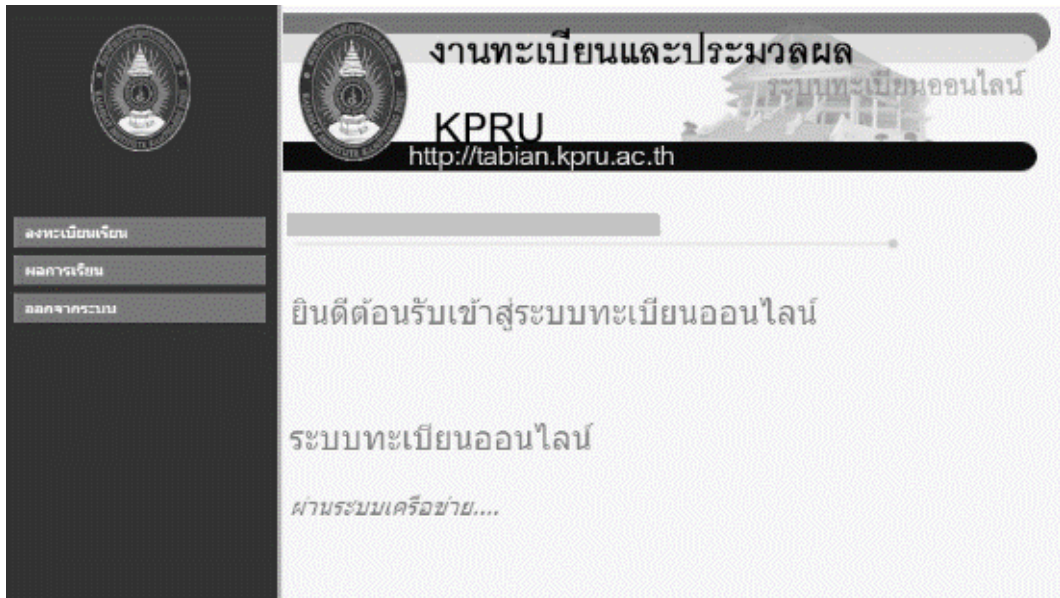 งานทะเบียนและประมวลผล
ระบบทะเบียนออนไลน์
KPRU
http://tabian.kpru.ac.th
ลงทะเบียนเรียน
ผลการเรียน
ออกจากระบบ
ยินดีต้อนรับเข้าสู่ระบบทะเบียนออนไลน์
ระบบทะเบียนออนไลน์
ผ่านระบบเครือข่าย....